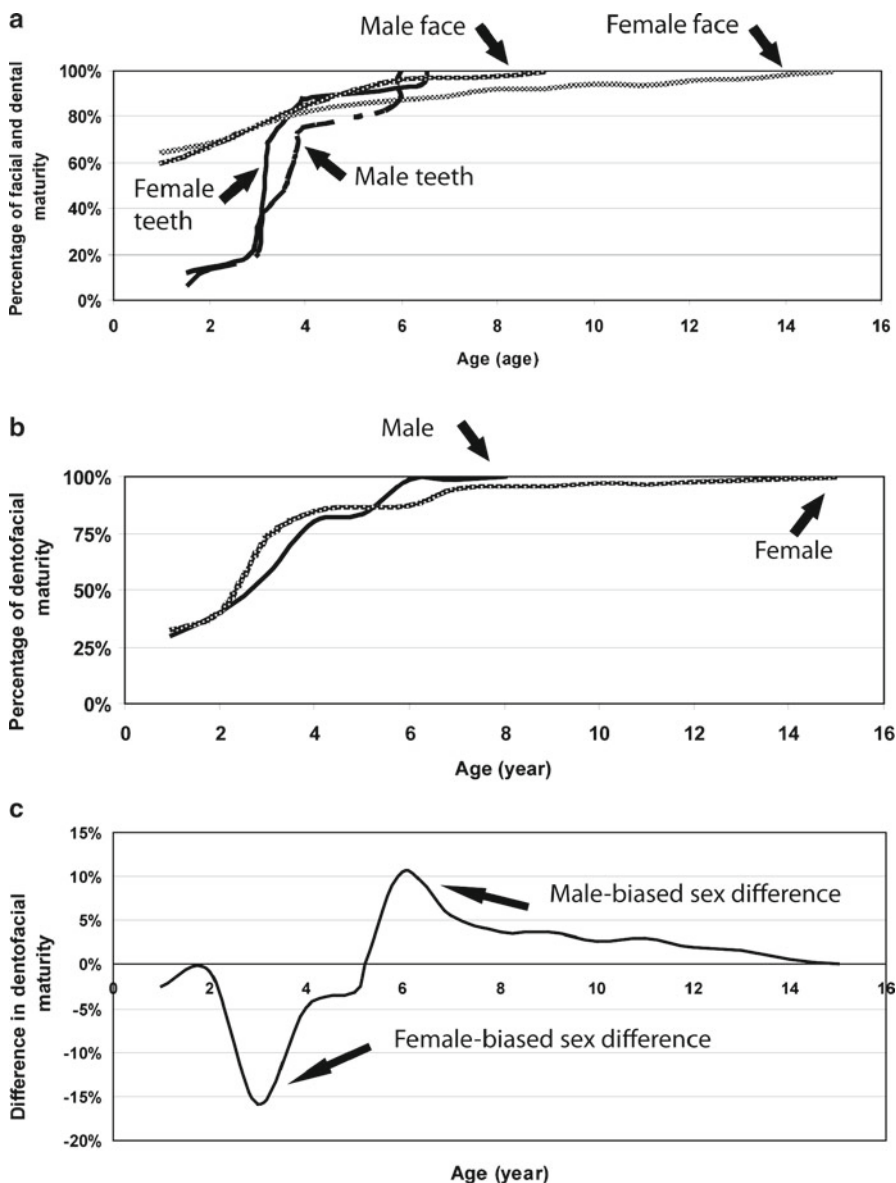 a
Male face
Female face
Percentage of facial and dental
maturity
100%
80%
60%
40%
20%
0%
Female
teeth
Male teeth
0 2 4 6 8 10 12 14 16
Age (age)
b
Male
Percentage of dentofacial
maturity
100%
75%
50%
25%
0%
Female
0 2 4 6 8 10 12 14 16
Age (year)
c
Difference in dentofacial
maturity
15%
10%
5%
0%
-5%
-10%
-15%
-20%
Male-biased sex difference
0 2 4 6 8 10 12 14 16
Female-biased sex difference
Age (year)